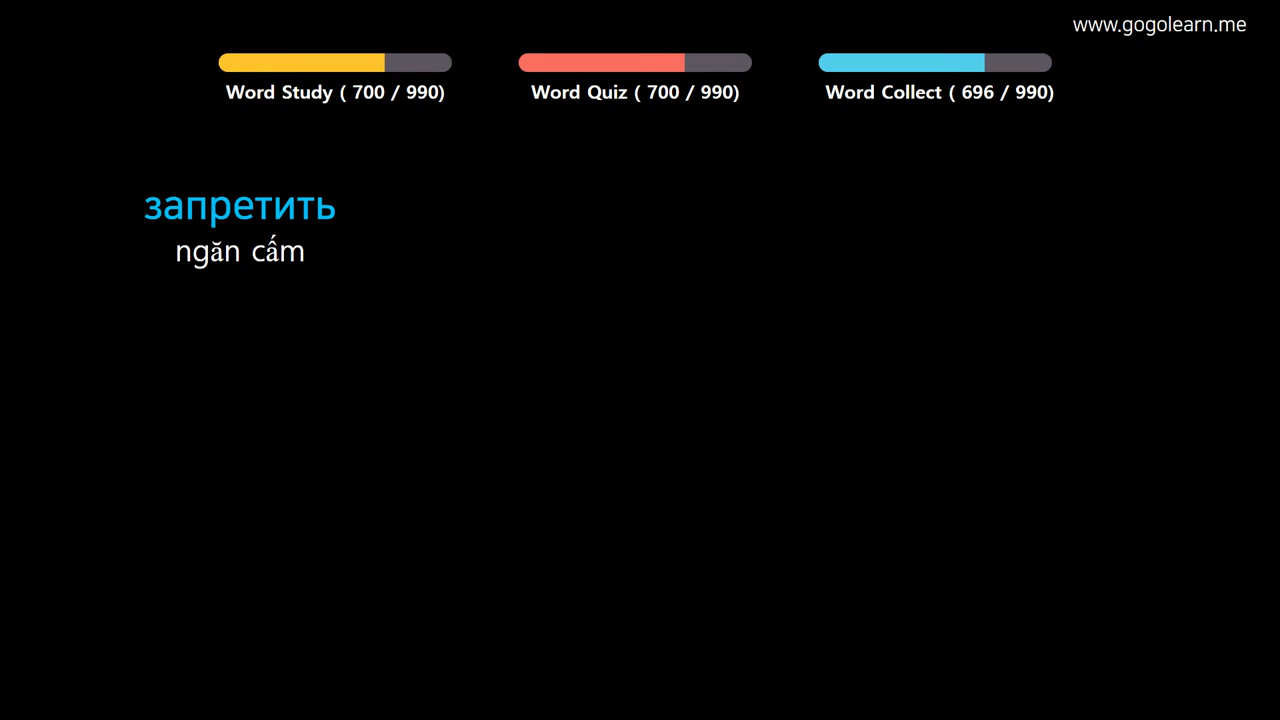 www.gogolearn.me
Word Study ( 700 / 990)
Word Quiz ( 700 / 990)
Word Collect ( 696 / 990)
запретить
ngăn cấm